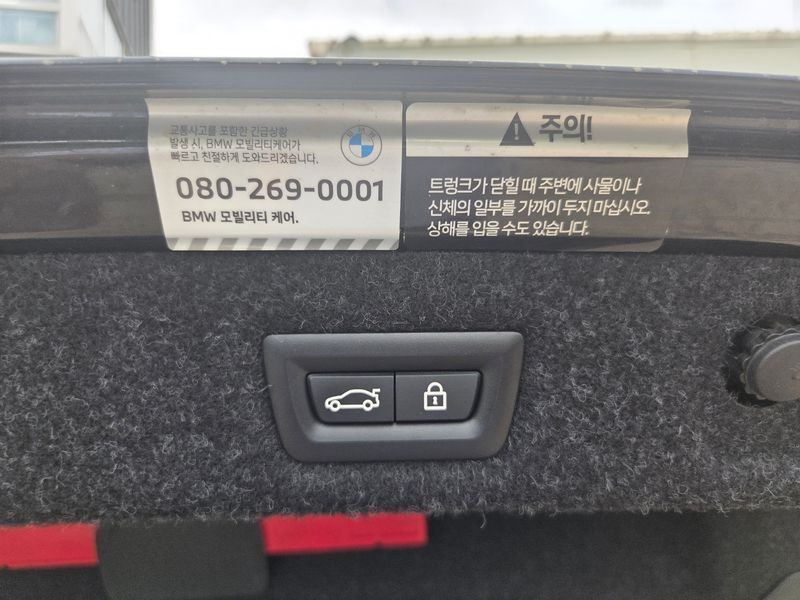 교통사고를 포함한 긴급상황
발생 시, BMW 모빌리티케어가
빠르고 친절하게 도와드리겠습니다.
BMW
080-269-0001
BMW 모빌리티 케어.
주의!
트렁크가 닫힐 때 주변에 사물이나
신체의 일부를 가까이 두지 마십시오.
상해를 입을 수도 있습니다.